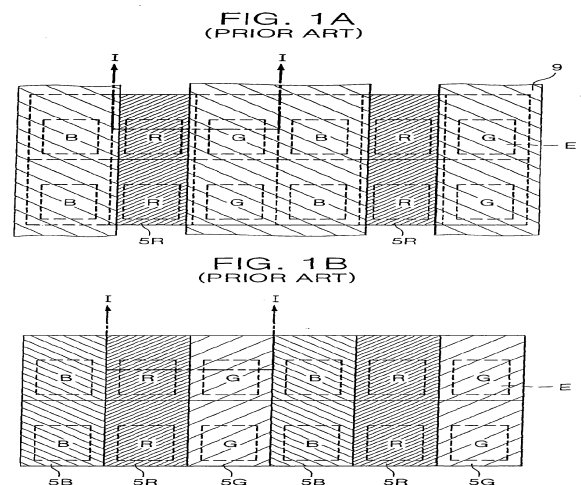 FIG. 1A
(PRIOR ART)
I I
9
B R G B R G
E
B R G B R G
5R 5R
FIG. 1B
(PRIOR ART)
I I
B R G B R G
E
B R G B R G
5B 5R 5G 5B 5R 5G